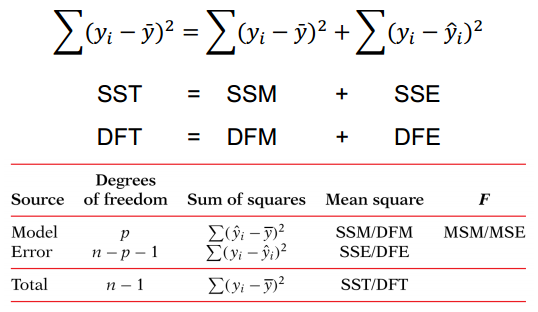 ∑(yᵢ − ȳ)² = ∑(yᵢ − ȳ)² + ∑(yᵢ − ŷᵢ)²
SST = SSM + SSE
DFT = DFM + DFE
Degrees
Source of freedom Sum of squares Mean square F
Model p ∑(ŷᵢ − ȳ)² SSM/DFM MSM/MSE
Error n − p − 1 ∑(yᵢ − ŷᵢ)² SSE/DFE
Total n − 1 ∑(yᵢ − ȳ)² SST/DFT